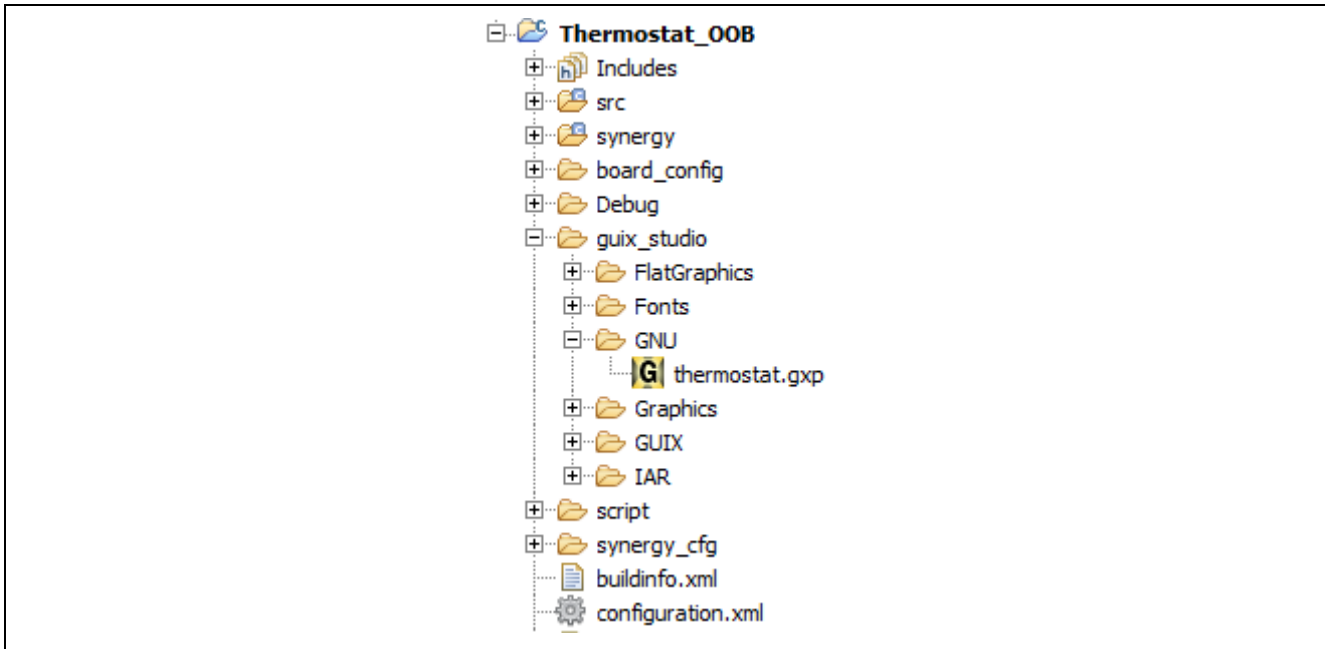 Thermostat_OOB
Includes
src
synergy
board_config
Debug
guix_studio
FlatGraphics
Fonts
GNU
G thermostat.gxp
Graphics
GUIX
IAR
script
synergy_cfg
buildinfo.xml
configuration.xml